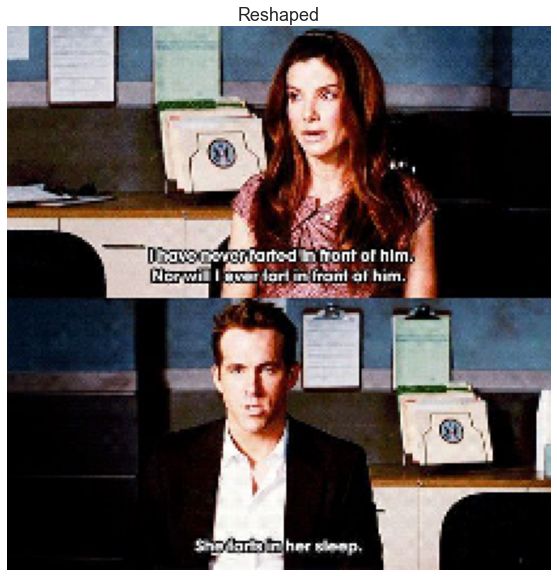 Reshaped
I have never farted in front of him.
Nor will I ever fart in front of him.
She farts in her sleep.